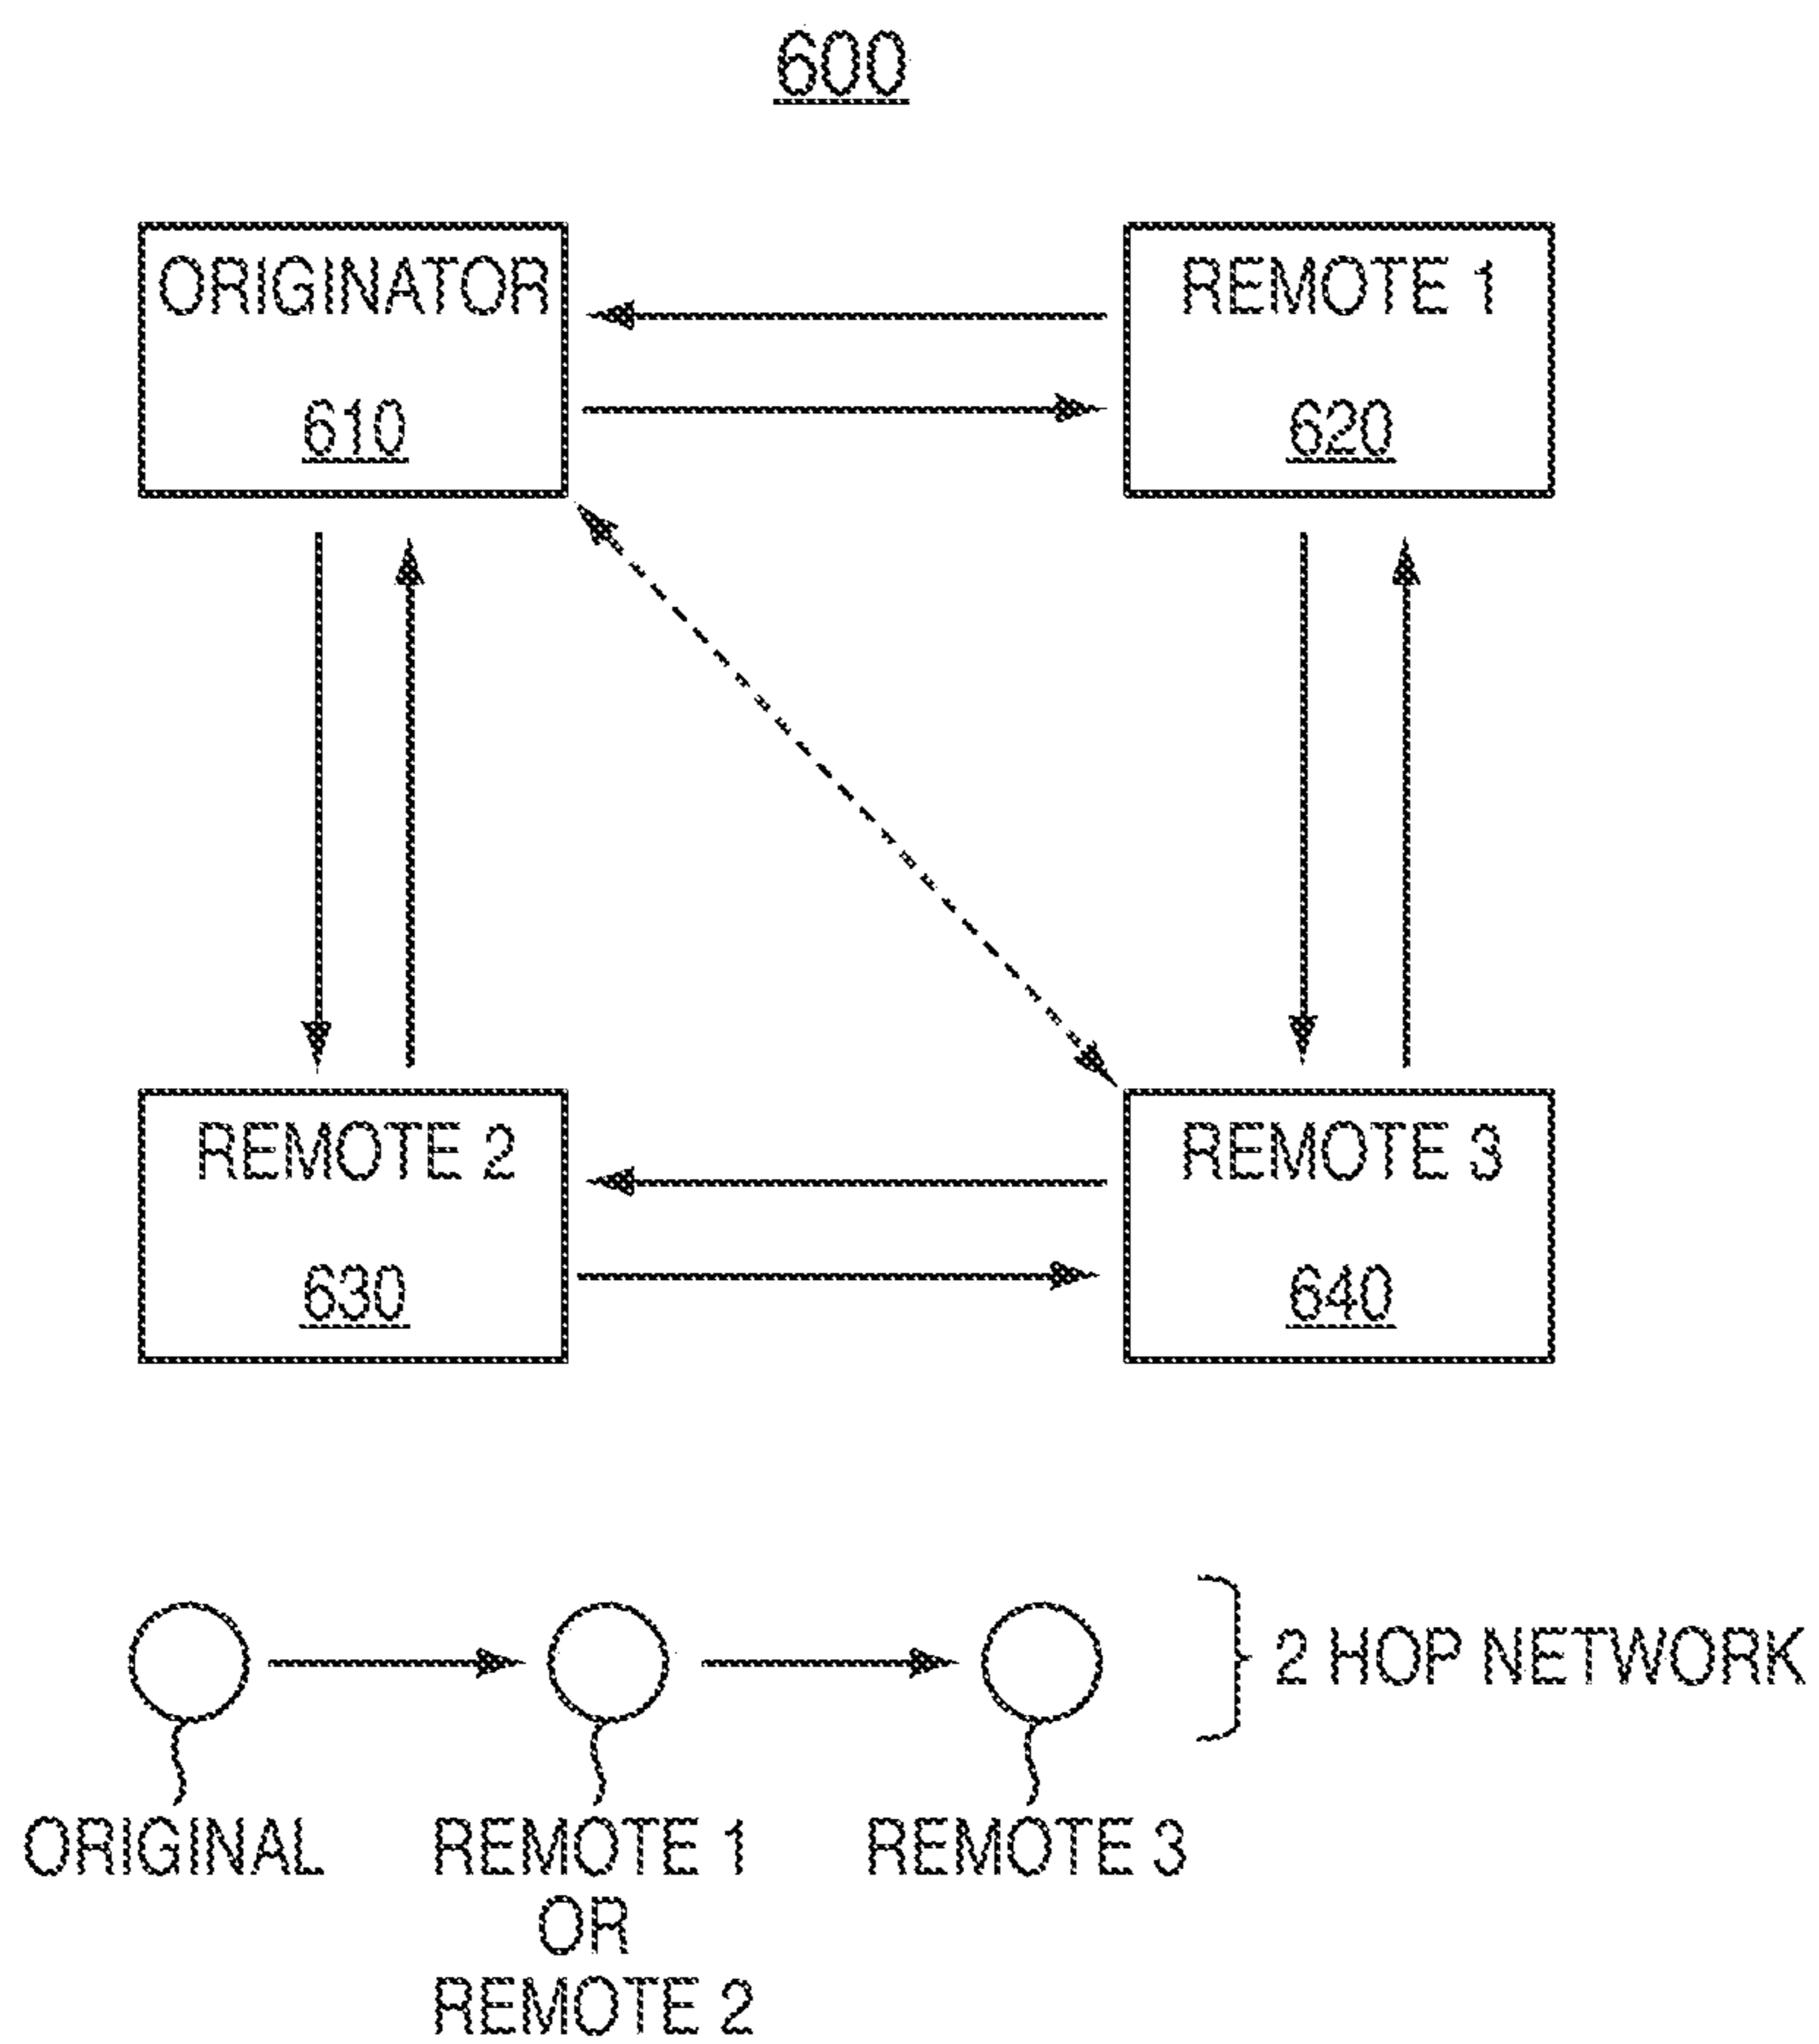 600
ORIGINATOR
610
REMOTE 1
620
REMOTE 2
630
REMOTE 3
640
2 HOP NETWORK
ORIGINAL
REMOTE 1
OR
REMOTE 2
REMOTE 3